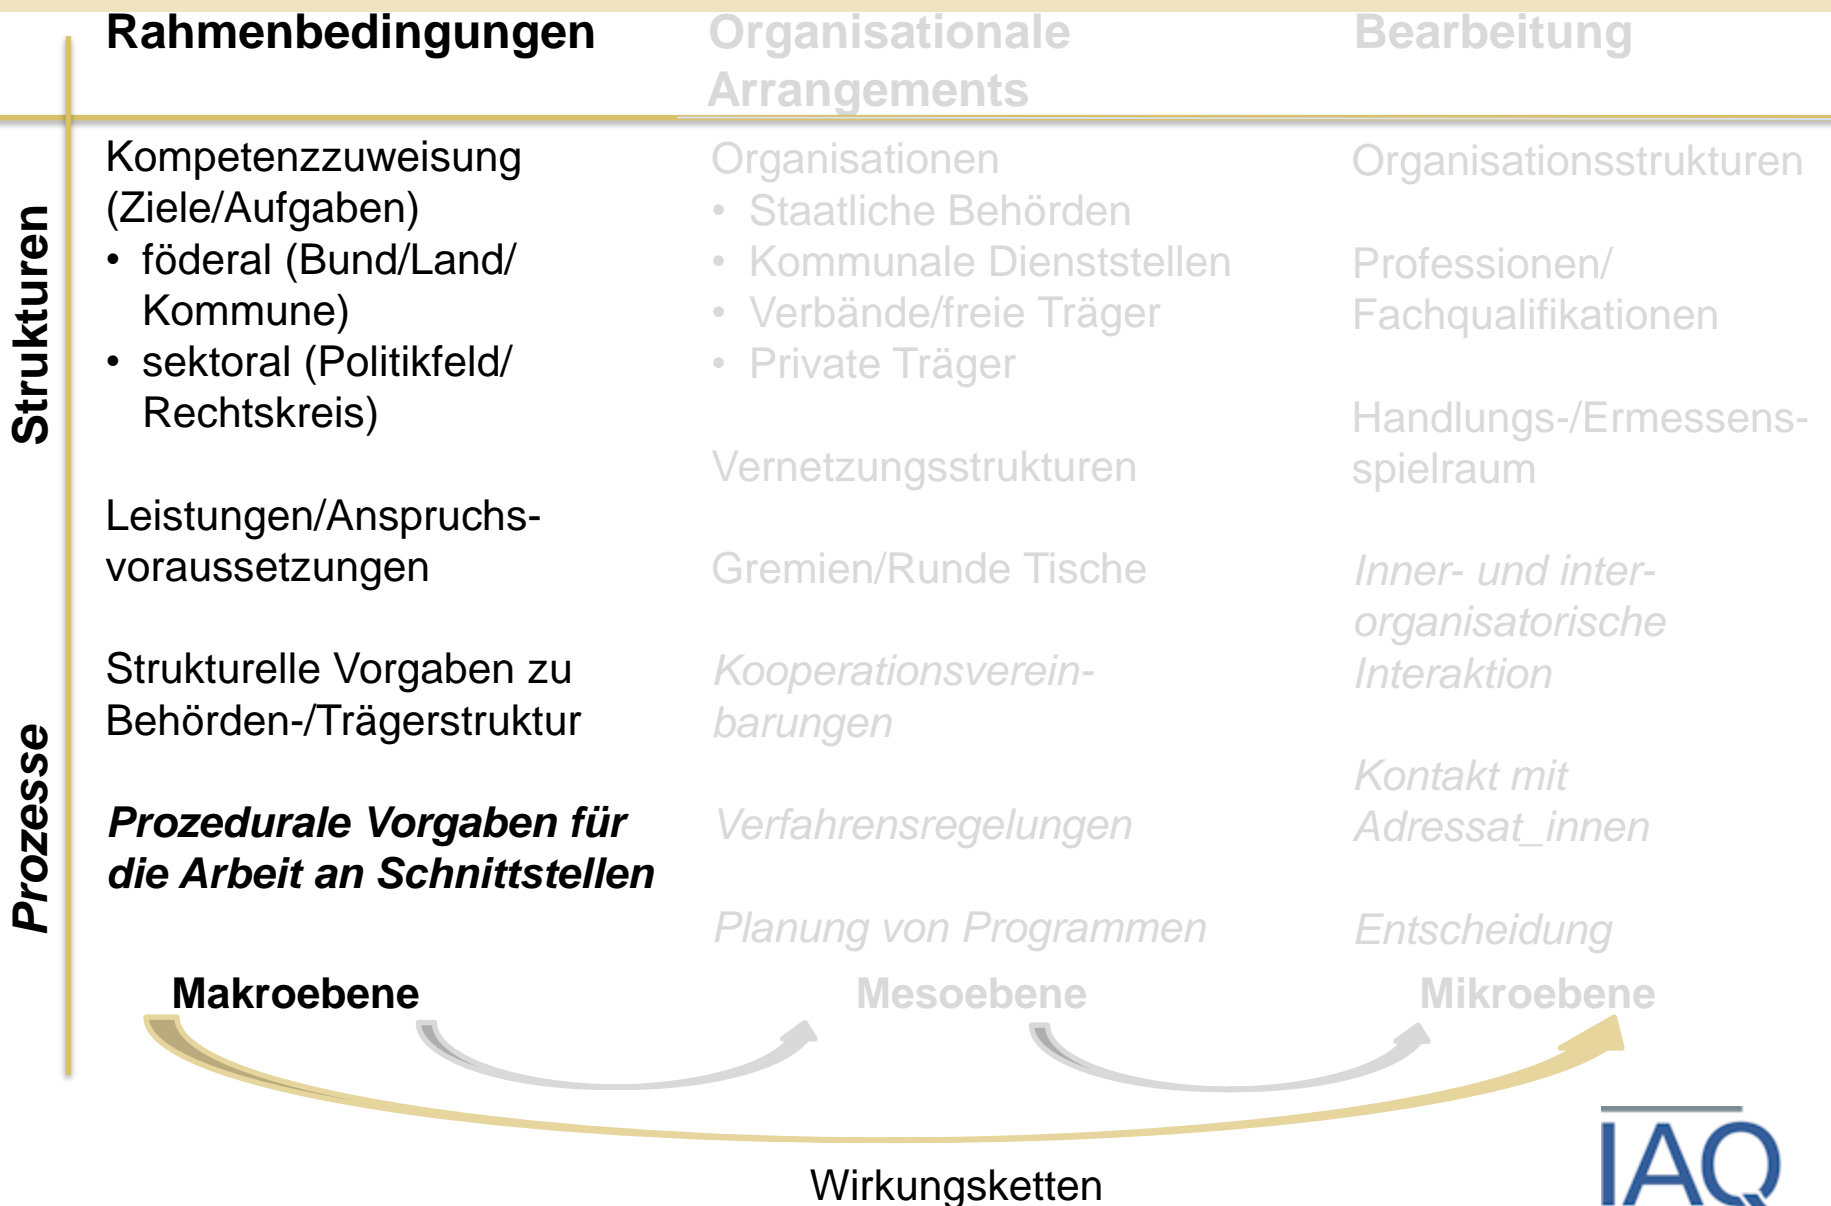 Rahmenbedingungen
Organisationale
Arrangements
Bearbeitung
Strukturen
Prozesse
Kompetenzzuweisung
(Ziele/Aufgaben)
• föderal (Bund/Land/
Kommune)
• sektoral (Politikfeld/
Rechtskreis)
Leistungen/Anspruchs-
voraussetzungen
Strukturelle Vorgaben zu
Behörden-/Trägerstruktur
Prozedurale Vorgaben für
die Arbeit an Schnittstellen
Organisationen
• Staatliche Behörden
• Kommunale Dienststellen
• Verbände/freie Träger
• Private Träger
Vernetzungsstrukturen
Gremien/Runde Tische
Kooperationsverein-
barungen
Verfahrensregelungen
Planung von Programmen
Organisationsstrukturen
Professionen/
Fachqualifikationen
Handlungs-/Ermessens-
spielraum
Inner- und inter-
organisatorische
Interaktion
Kontakt mit
Adressat_innen
Entscheidung
Makroebene
Mesoebene
Mikroebene
Wirkungsketten
IAQ